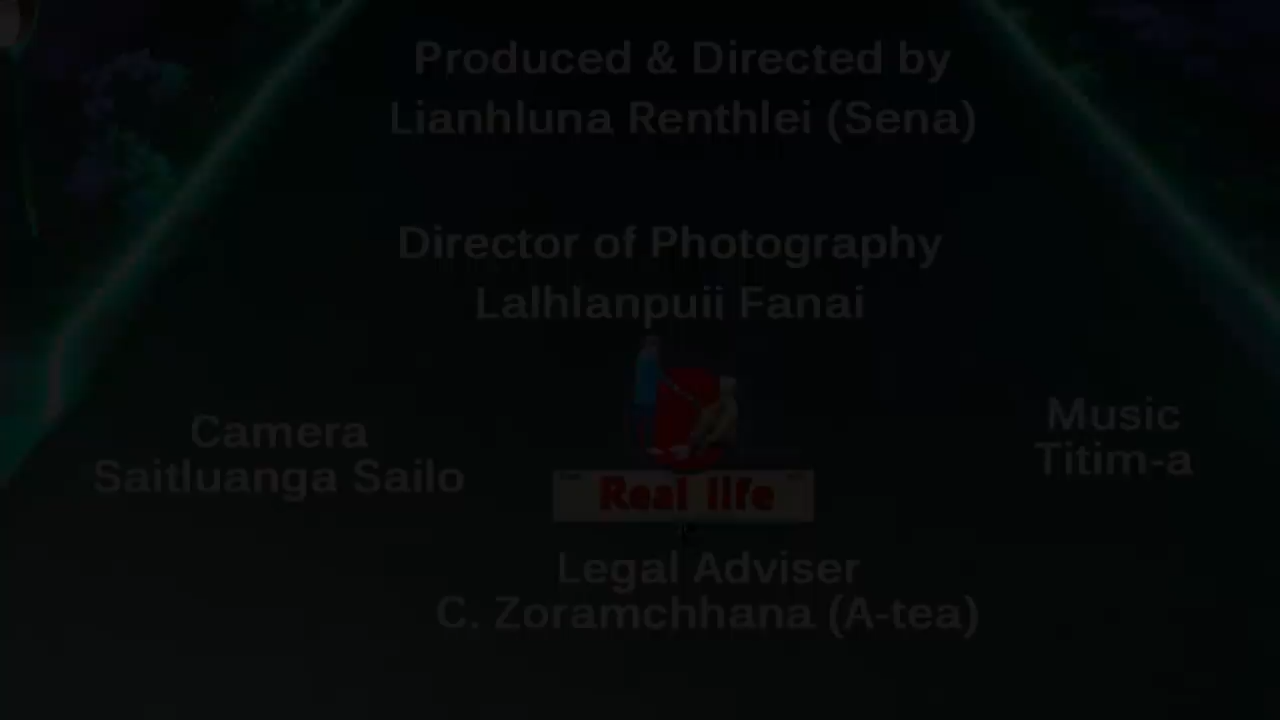 Produced & Directed by
Lianhluna Renthlei (Sena)
Director of Photography
Lalhlanpuii Fanai
Camera
Saitluanga Sailo
Music
Titim-a
Real life
Legal Adviser
C. Zoramchhana (A-tea)